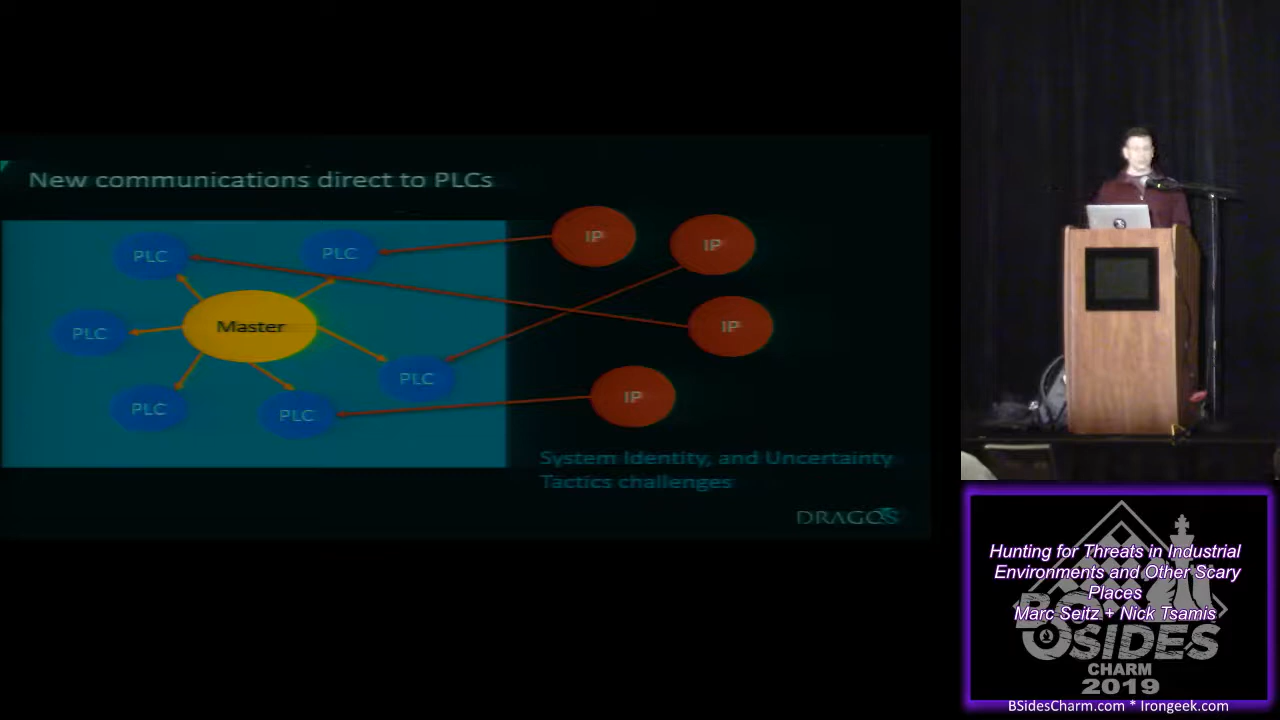 New communications direct to PLCs
PLC
PLC
IP
IP
PLC
Master
IP
PLC
PLC
PLC
IP
System Identity, and Uncertainty
Tactics challenges
DRAGOS
Hunting for Threats in Industrial
Environments and Other Scary
Places
Marc Seitz + Nick Tsamis
BSIDES
CHARM
2019
BSidesCharm.com * Irongeek.com